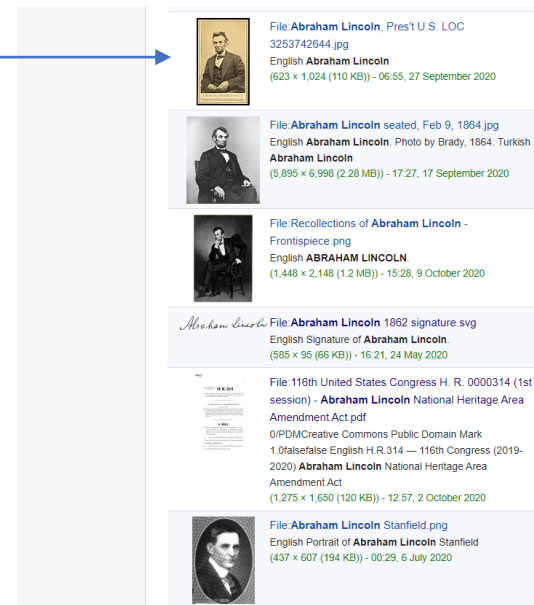 File:Abraham Lincoln, Pres't U.S. LOC
3253742644.jpg
English Abraham Lincoln
(623 × 1,024 (110 KB)) - 06:55, 27 September 2020
File:Abraham Lincoln seated, Feb 9, 1864.jpg
English Abraham Lincoln. Photo by Brady, 1864. Turkish
Abraham Lincoln
(5,895 × 6,998 (2.28 MB)) - 17:27, 17 September 2020
File:Recollections of Abraham Lincoln -
Frontispiece.png
English ABRAHAM LINCOLN.
(1,448 × 2,148 (1.2 MB)) - 15:28, 9 October 2020
Abraham Lincoln
File:Abraham Lincoln 1862 signature.svg
English Signature of Abraham Lincoln.
(585 × 95 (66 KB)) - 16:21, 24 May 2020
H. R. 314
File:116th United States Congress H. R. 0000314 (1st
session) - Abraham Lincoln National Heritage Area
Amendment Act.pdf
0/PDMCreative Commons Public Domain Mark
1.0falsefalse English H.R.314 — 116th Congress (2019-
2020) Abraham Lincoln National Heritage Area
Amendment Act
(1,275 × 1,650 (120 KB)) - 12:57, 2 October 2020
File:Abraham Lincoln Stanfield.png
English Portrait of Abraham Lincoln Stanfield
(437 × 607 (194 KB)) - 00:29, 6 July 2020